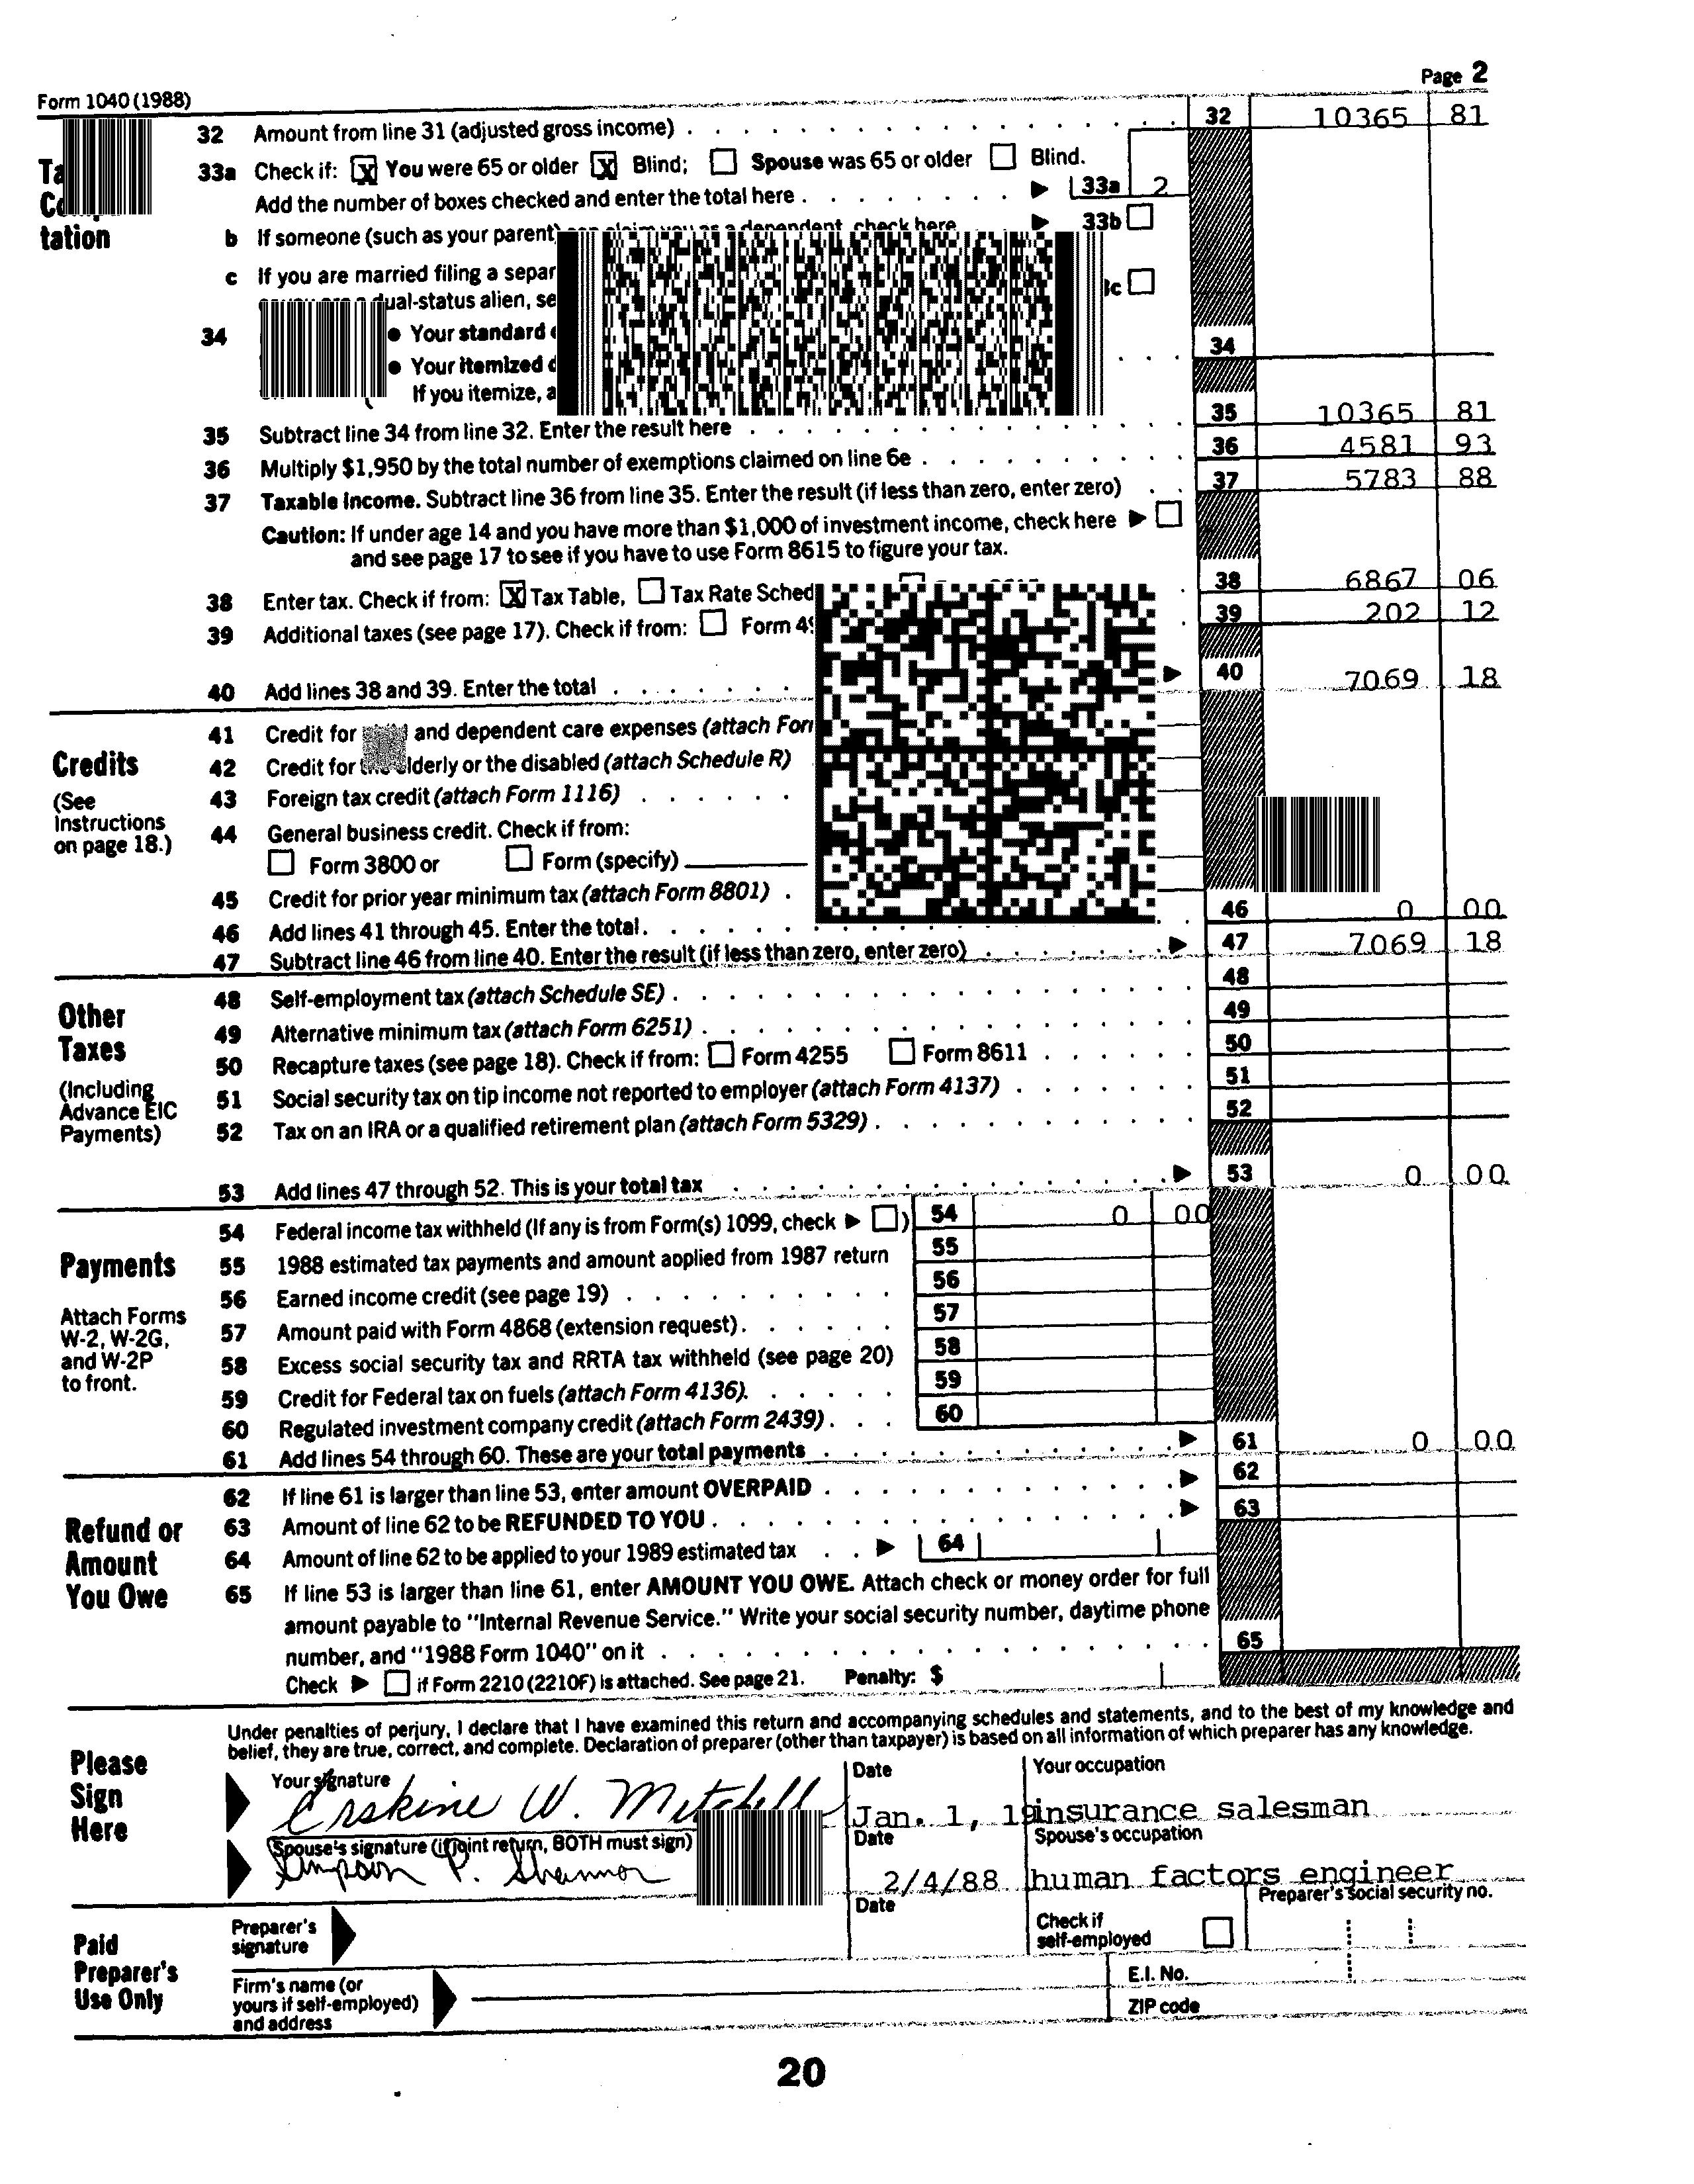 Page 2
Form 1040 (1988)
32 Amount from line 31 (adjusted gross income) 32 10365 81
33a Check if: X You were 65 or older X Blind; Spouse was 65 or older Blind.
Add the number of boxes checked and enter the total here 33a 2
tation
b If someone (such as your parent) check here 33b
c If you are married filing a
dual-status alien,
34 • Your standard 34
• Your itemized
If you itemize,
35 Subtract line 34 from line 32. Enter the result here 35 10365 81
36 Multiply $1,950 by the total number of exemptions claimed on line 6e 36 4581 93
37 Taxable income. Subtract line 36 from line 35. Enter the result (if less than zero, enter zero) 37 5783 88
Caution: If under age 14 and you have more than $1,000 of investment income, check here
and see page 17 to see if you have to use Form 8615 to figure your tax.
38 Enter tax. Check if from: X Tax Table, Tax Rate 38 6867 06
39 Additional taxes (see page 17). Check if from: Form 39 202 12
40 Add lines 38 and 39. Enter the total 40 7069 18
Credits
(See
Instructions
on page 18.)
41 Credit for and dependent care expenses (attach
42 Credit for or the disabled (attach Schedule R)
43 Foreign tax credit (attach Form 1116)
44 General business credit. Check if from:
Form 3800 or Form (specify)
45 Credit for prior year minimum tax (attach Form 8801)
46 Add lines 41 through 45. Enter the total 46 0 00
47 Subtract line 46 from line 40. Enter the result (if less than zero, enter zero) 47 7069 18
Other
Taxes
(Including
Advance EIC
Payments)
48 Self-employment tax (attach Schedule SE) 48
49 Alternative minimum tax (attach Form 6251) 49
50 Recapture taxes (see page 18). Check if from: Form 4255 Form 8611 50
51 Social security tax on tip income not reported to employer (attach Form 4137) 51
52 Tax on an IRA or a qualified retirement plan (attach Form 5329) 52
53 Add lines 47 through 52. This is your total tax 53 0 00
Payments
Attach Forms
W-2, W-2G,
and W-2P
to front.
54 Federal income tax withheld (If any is from Form(s) 1099, check ) 54 0 00
55 1988 estimated tax payments and amount applied from 1987 return 55
56 Earned income credit (see page 19) 56
57 Amount paid with Form 4868 (extension request) 57
58 Excess social security tax and RRTA tax withheld (see page 20) 58
59 Credit for Federal tax on fuels (attach Form 4136) 59
60 Regulated investment company credit (attach Form 2439) 60
61 Add lines 54 through 60. These are your total payments 61 0 00
Refund or
Amount
You Owe
62 If line 61 is larger than line 53, enter amount OVERPAID 62
63 Amount of line 62 to be REFUNDED TO YOU 63
64 Amount of line 62 to be applied to your 1989 estimated tax 64
65 If line 53 is larger than line 61, enter AMOUNT YOU OWE. Attach check or money order for full
amount payable to "Internal Revenue Service." Write your social security number, daytime phone
number, and "1988 Form 1040" on it 65
Check if Form 2210 (2210F) is attached. See page 21. Penalty: $
Under penalties of perjury, I declare that I have examined this return and accompanying schedules and statements, and to the best of my knowledge and
belief, they are true, correct, and complete. Declaration of preparer (other than taxpayer) is based on all information of which preparer has any knowledge.
Please
Sign
Here
Your signature Date Your occupation
Erskine W. Mitchell Jan. 1, 19 insurance salesman
Spouse's signature (if joint return, BOTH must sign) Date Spouse's occupation
Simpson P. Shannon 2/4/88 human factors engineer
Paid
Preparer's
Use Only
Preparer's
signature
Date
Check if
self-employed
Preparer's social security no.
Firm's name (or
yours if self-employed)
and address
E.I. No.
ZIP code
20